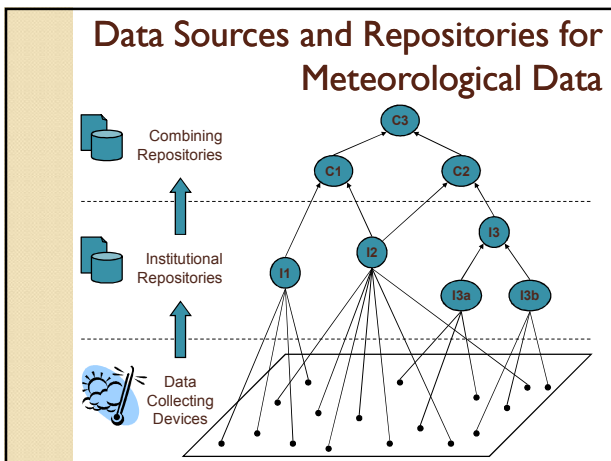 Data Sources and Repositories for
Meteorological Data
C3
Combining
Repositories
C1
C2
I3
Institutional
Repositories
I2
I1
I3a
I3b
Data
Collecting
Devices